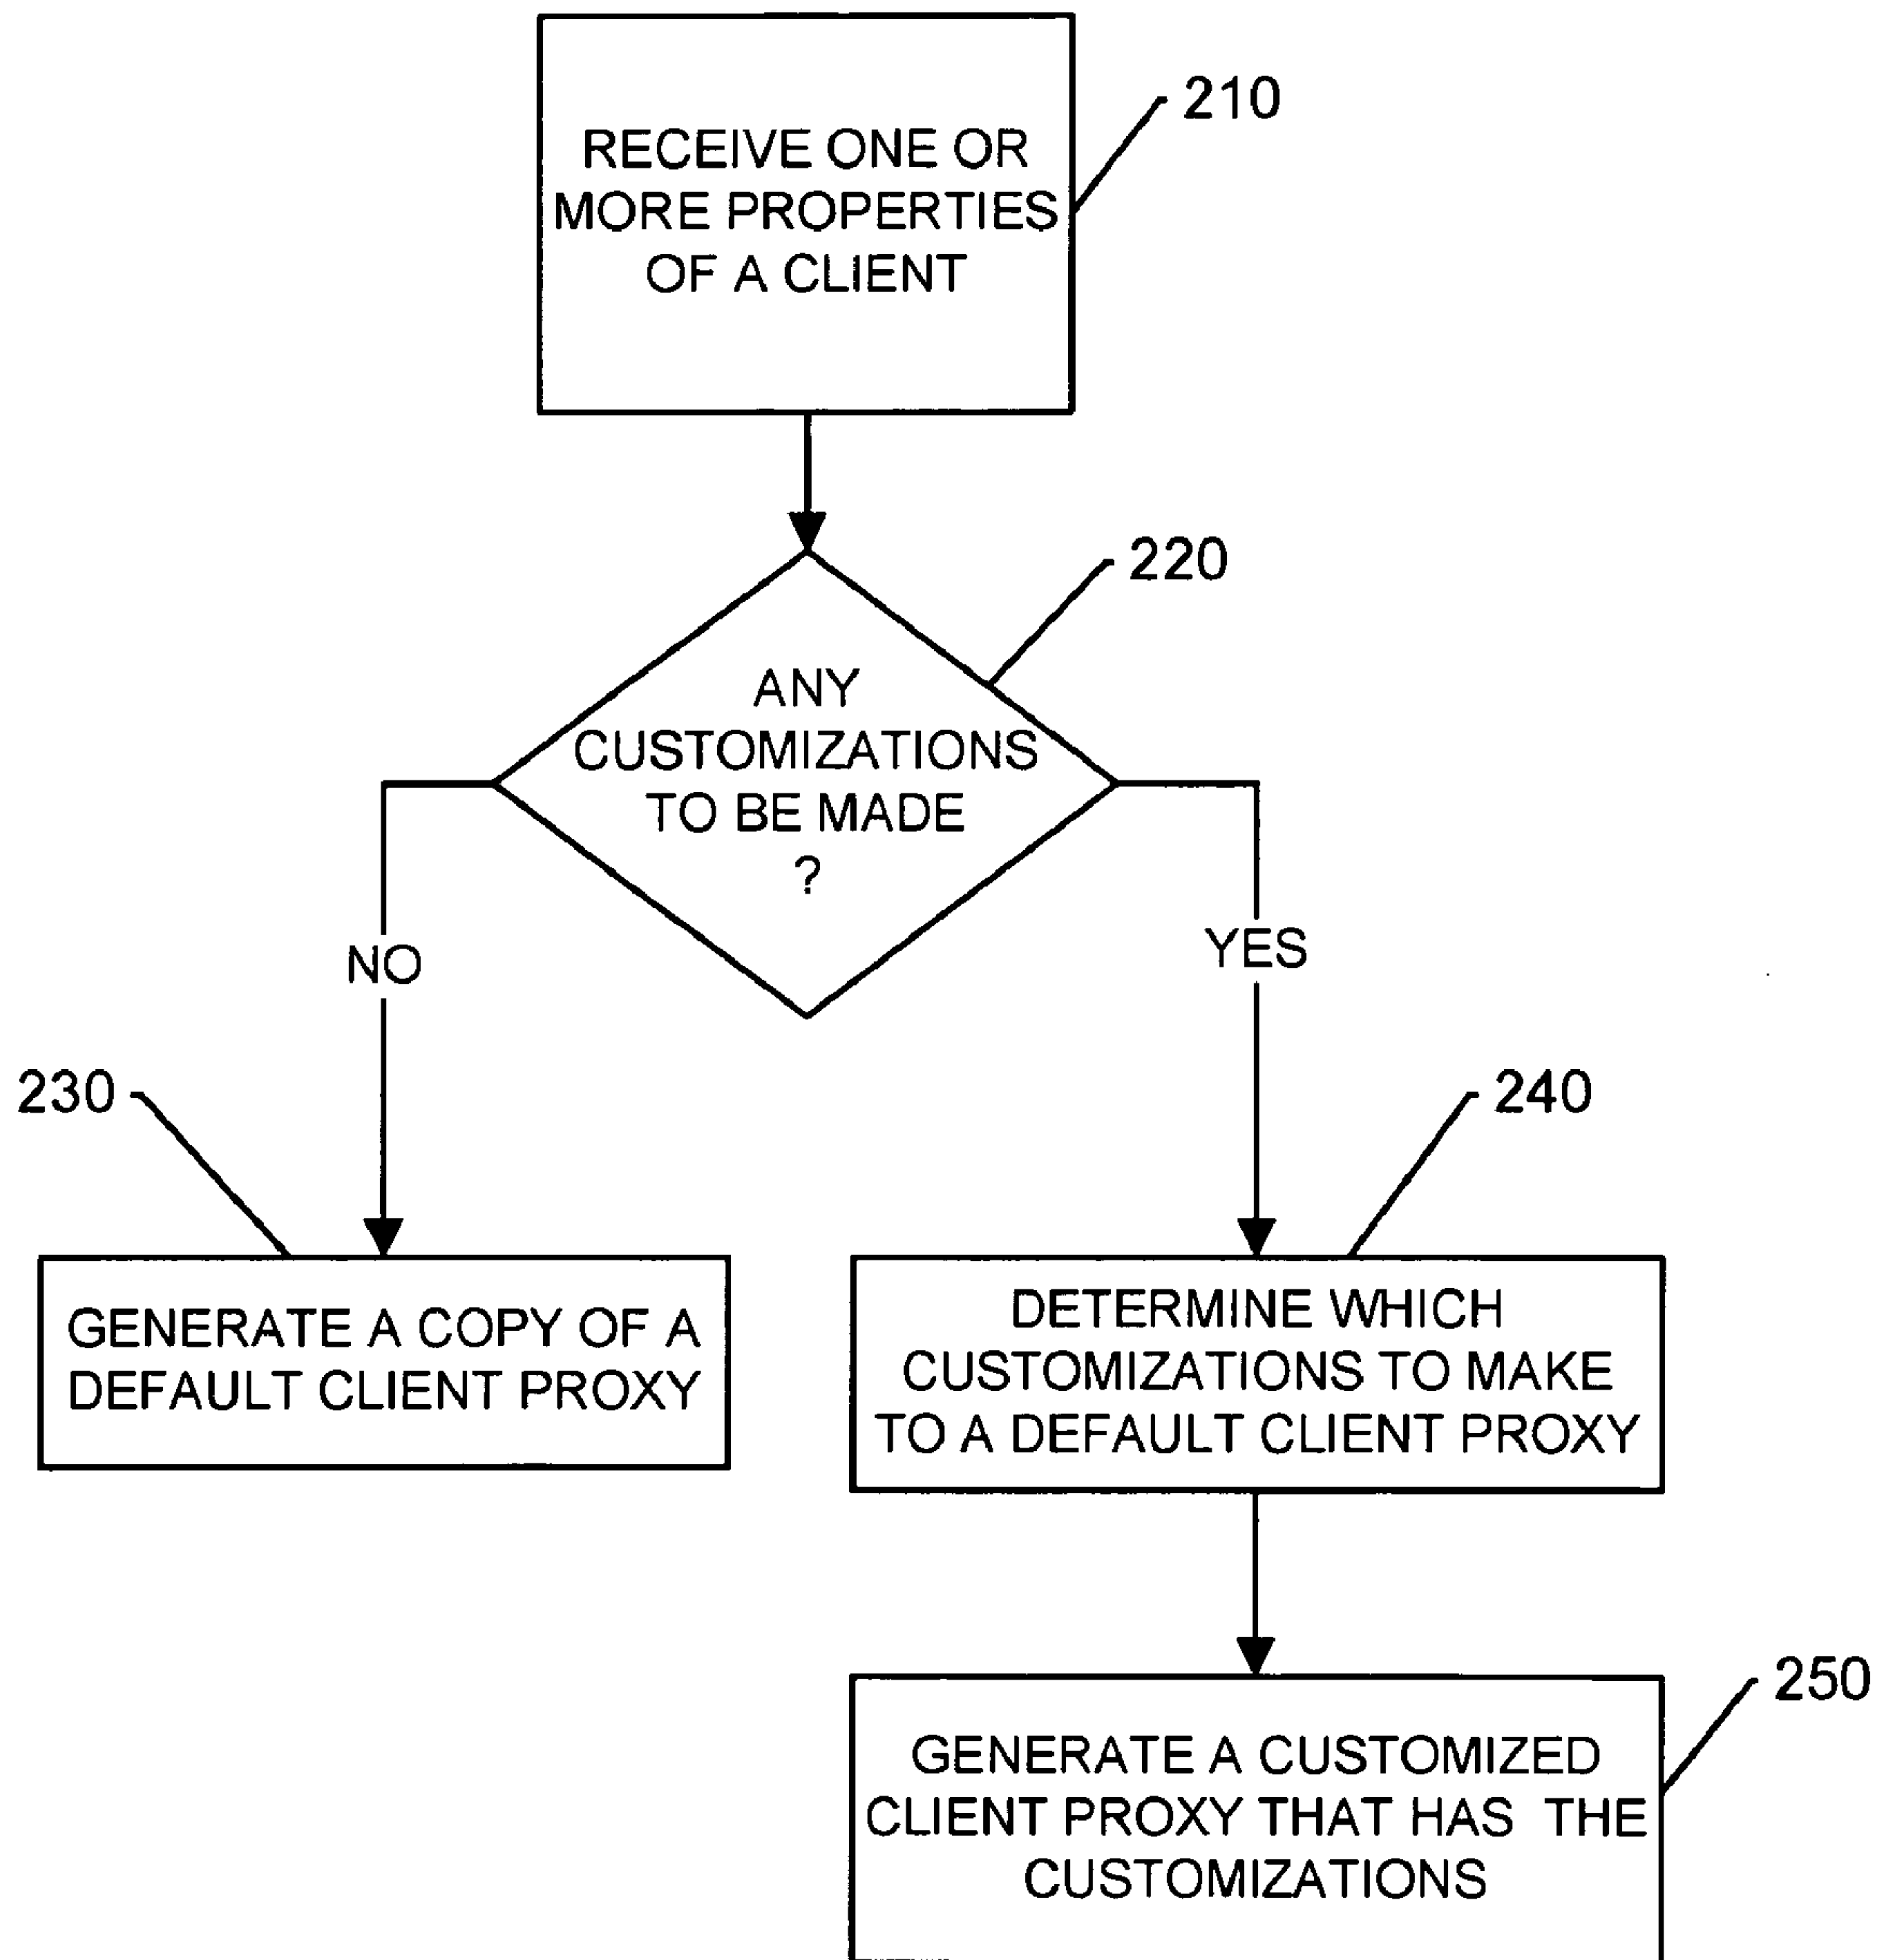 RECEIVE ONE OR
MORE PROPERTIES
OF A CLIENT
210
220
ANY
CUSTOMIZATIONS
TO BE MADE
?
NO
YES
230
240
GENERATE A COPY OF A
DEFAULT CLIENT PROXY
DETERMINE WHICH
CUSTOMIZATIONS TO MAKE
TO A DEFAULT CLIENT PROXY
250
GENERATE A CUSTOMIZED
CLIENT PROXY THAT HAS THE
CUSTOMIZATIONS